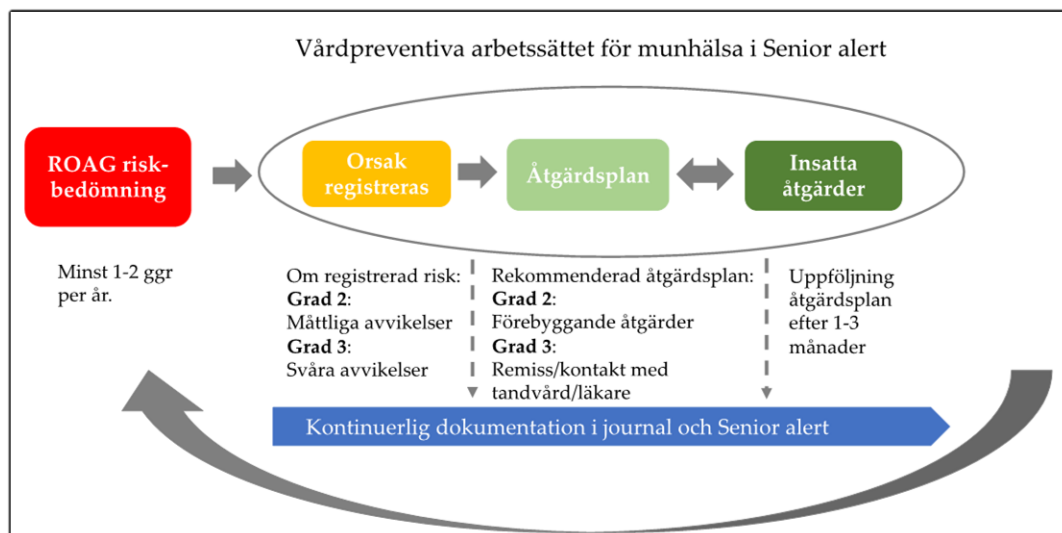 Vårdpreventiva arbetssättet för munhälsa i Senior alert
ROAG risk-
bedömning
Orsak
registreras
Åtgärdsplan
Insatta
åtgärder
Minst 1-2 ggr
per år.
Om registrerad risk:
Grad 2:
Måttliga avvikelser
Grad 3:
Svåra avvikelser
Rekommenderad åtgärdsplan:
Grad 2:
Förebyggande åtgärder
Grad 3:
Remiss/kontakt med
tandvård/läkare
Uppföljning
åtgärdsplan
efter 1-3
månader
Kontinuerlig dokumentation i journal och Senior alert